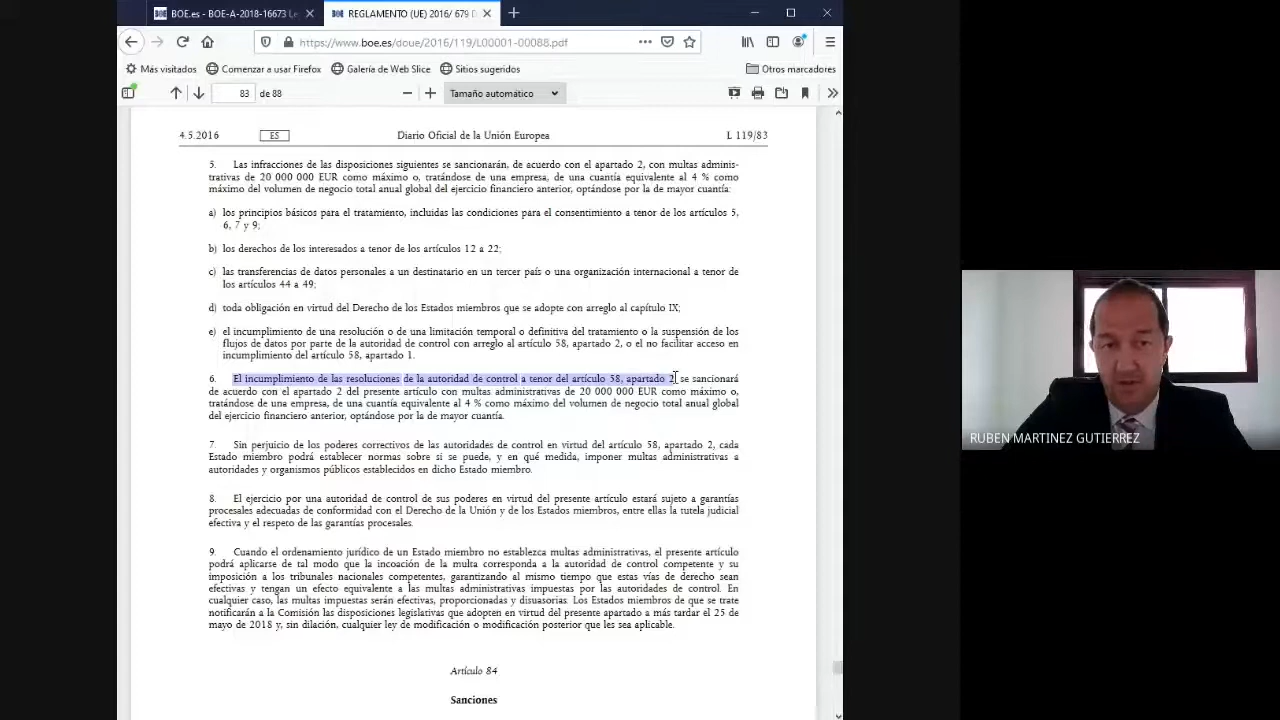 BOE.es - BOE-A-2018-16673 Le
REGLAMENTO (UE) 2016/ 679 D
https://www.boe.es/doue/2016/119/L00001-00088.pdf
Más visitados
Comenzar a usar Firefox
Galería de Web Slice
Sitios sugeridos
Otros marcadores
83 de 88
Tamaño automático
4.5.2016 ES Diario Oficial de la Unión Europea L 119/83
5. Las infracciones de las disposiciones siguientes se sancionarán, de acuerdo con el apartado 2, con multas adminis-
trativas de 20 000 000 EUR como máximo o, tratándose de una empresa, de una cuantía equivalente al 4 % como
máximo del volumen de negocio total anual global del ejercicio financiero anterior, optándose por la de mayor cuantía:
a) los principios básicos para el tratamiento, incluidas las condiciones para el consentimiento a tenor de los artículos 5,
6, 7 y 9;
b) los derechos de los interesados a tenor de los artículos 12 a 22;
c) las transferencias de datos personales a un destinatario en un tercer país o una organización internacional a tenor de
los artículos 44 a 49;
d) toda obligación en virtud del Derecho de los Estados miembros que se adopte con arreglo al capítulo IX;
e) el incumplimiento de una resolución o de una limitación temporal o definitiva del tratamiento o la suspensión de los
flujos de datos por parte de la autoridad de control con arreglo al artículo 58, apartado 2, o el no facilitar acceso en
incumplimiento del artículo 58, apartado 1.
6. El incumplimiento de las resoluciones de la autoridad de control a tenor del artículo 58, apartado 2 se sancionará
de acuerdo con el apartado 2 del presente artículo con multas administrativas de 20 000 000 EUR como máximo o,
tratándose de una empresa, de una cuantía equivalente al 4 % como máximo del volumen de negocio total anual global
del ejercicio financiero anterior, optándose por la de mayor cuantía.
7. Sin perjuicio de los poderes correctivos de las autoridades de control en virtud del artículo 58, apartado 2, cada
Estado miembro podrá establecer normas sobre si se puede, y en qué medida, imponer multas administrativas a
autoridades y organismos públicos establecidos en dicho Estado miembro.
8. El ejercicio por una autoridad de control de sus poderes en virtud del presente artículo estará sujeto a garantías
procesales adecuadas de conformidad con el Derecho de la Unión y de los Estados miembros, entre ellas la tutela judicial
efectiva y el respeto de las garantías procesales.
9. Cuando el ordenamiento jurídico de un Estado miembro no establezca multas administrativas, el presente artículo
podrá aplicarse de tal modo que la incoación de la multa corresponda a la autoridad de control competente y su
imposición a los tribunales nacionales competentes, garantizando al mismo tiempo que estas vías de derecho sean
efectivas y tengan un efecto equivalente a las multas administrativas impuestas por las autoridades de control. En
cualquier caso, las multas impuestas serán efectivas, proporcionadas y disuasorias. Los Estados miembros de que se trate
notificarán a la Comisión las disposiciones legislativas que adopten en virtud del presente apartado a más tardar el 25 de
mayo de 2018 y, sin dilación, cualquier ley de modificación o modificación posterior que les sea aplicable.
Artículo 84
Sanciones
RUBEN MARTINEZ GUTIERREZ